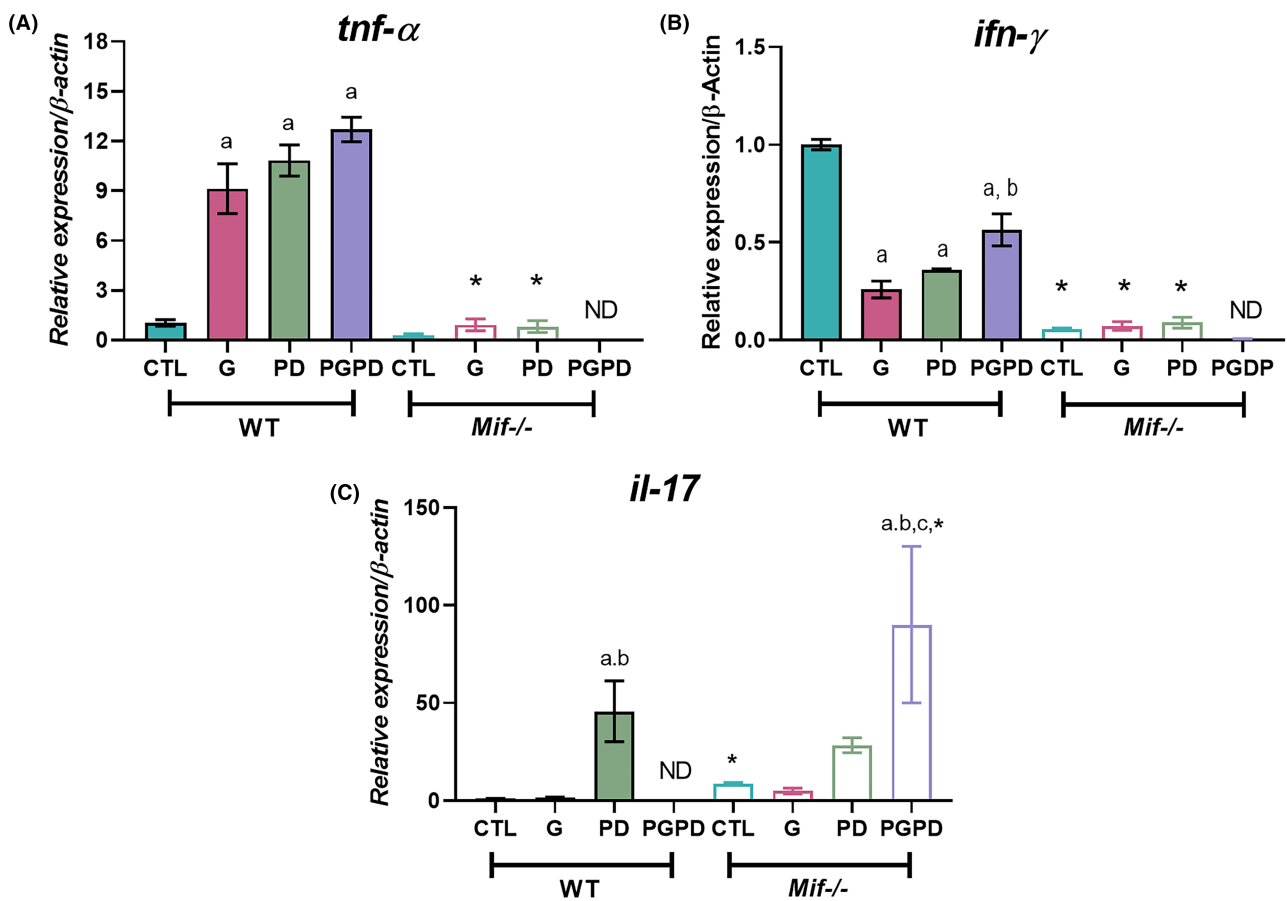 (A)
tnf-α
Relative expression/β-actin
18
15
12
9
6
3
0
a
a
a
*
*
ND
CTL G PD PGPD CTL G PD PGPD
WT Mif-/-
(B)
ifn-γ
Relative expression/β-Actin
1.5
1.0
0.5
0.0
a
a
a, b
*
*
*
ND
CTL G PD PGPD CTL G PD PGDP
WT Mif-/-
(C)
il-17
Relative expression/β-actin
150
100
50
0
a.b
ND
*
a.b,c,*
CTL G PD PGPD CTL G PD PGPD
WT Mif-/-